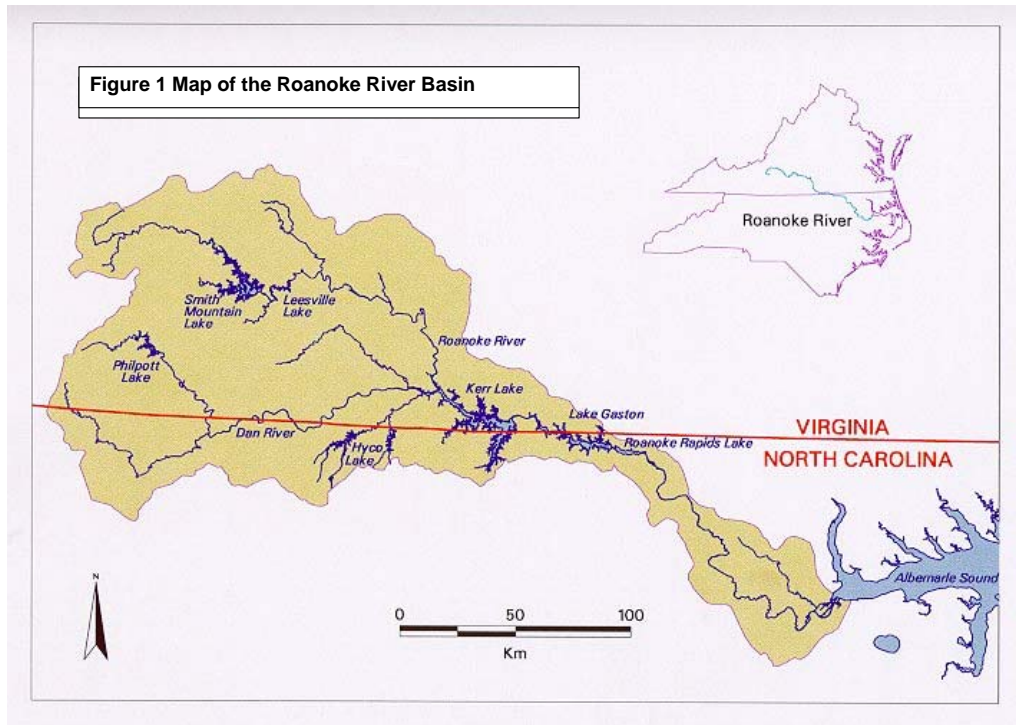 Figure 1 Map of the Roanoke River Basin
Roanoke River
Smith
Mountain
Lake
Leesville
Lake
Roanoke River
Philpott
Lake
Kerr Lake
Lake Gaston
VIRGINIA
Dan River
Hyco
Lake
Roanoke Rapids Lake
NORTH CAROLINA
Albernarle Sound
N
0 50 100
Km